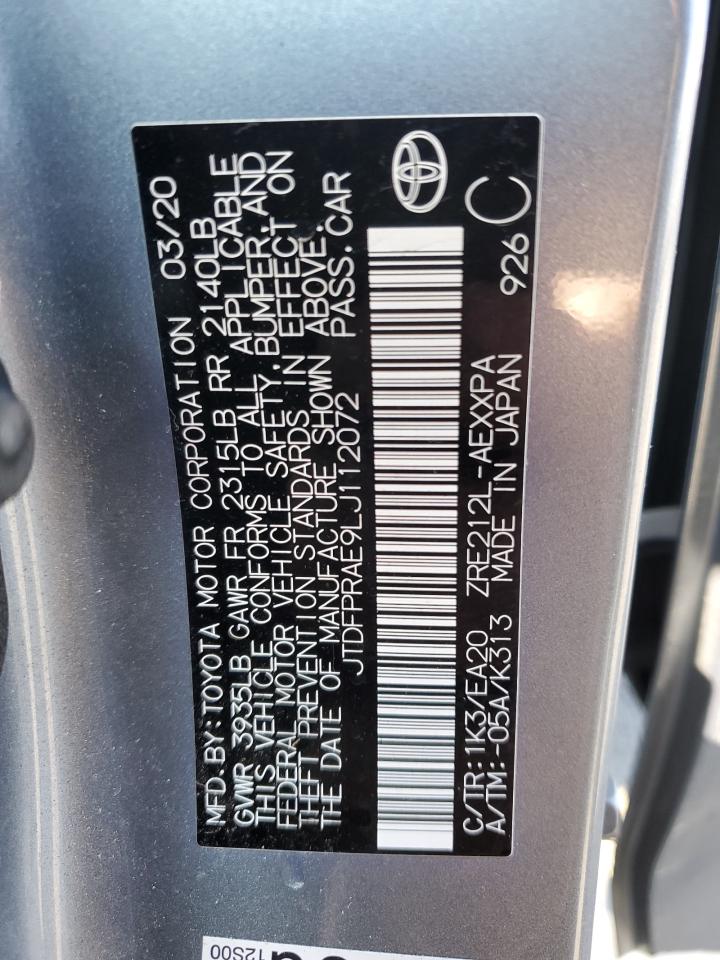 MFD.BY:TOYOTA MOTOR CORPORATION 03/20
GVWR 3935LB GAWR FR 2315LB RR 2140LB
THIS VEHICLE CONFORMS TO ALL APPLICABLE
FEDERAL MOTOR VEHICLE SAFETY,BUMPER,AND
THEFT PREVENTION STANDARDS IN EFFECT ON
THE DATE OF MANUFACTURE SHOWN ABOVE.
JTDFPRAE9LJ112072 PASS.CAR
C/TR:1K3/EA20 ZRE212L-AEXXPA 926 C
A/TM:-05A/K313 MADE IN JAPAN
12S00